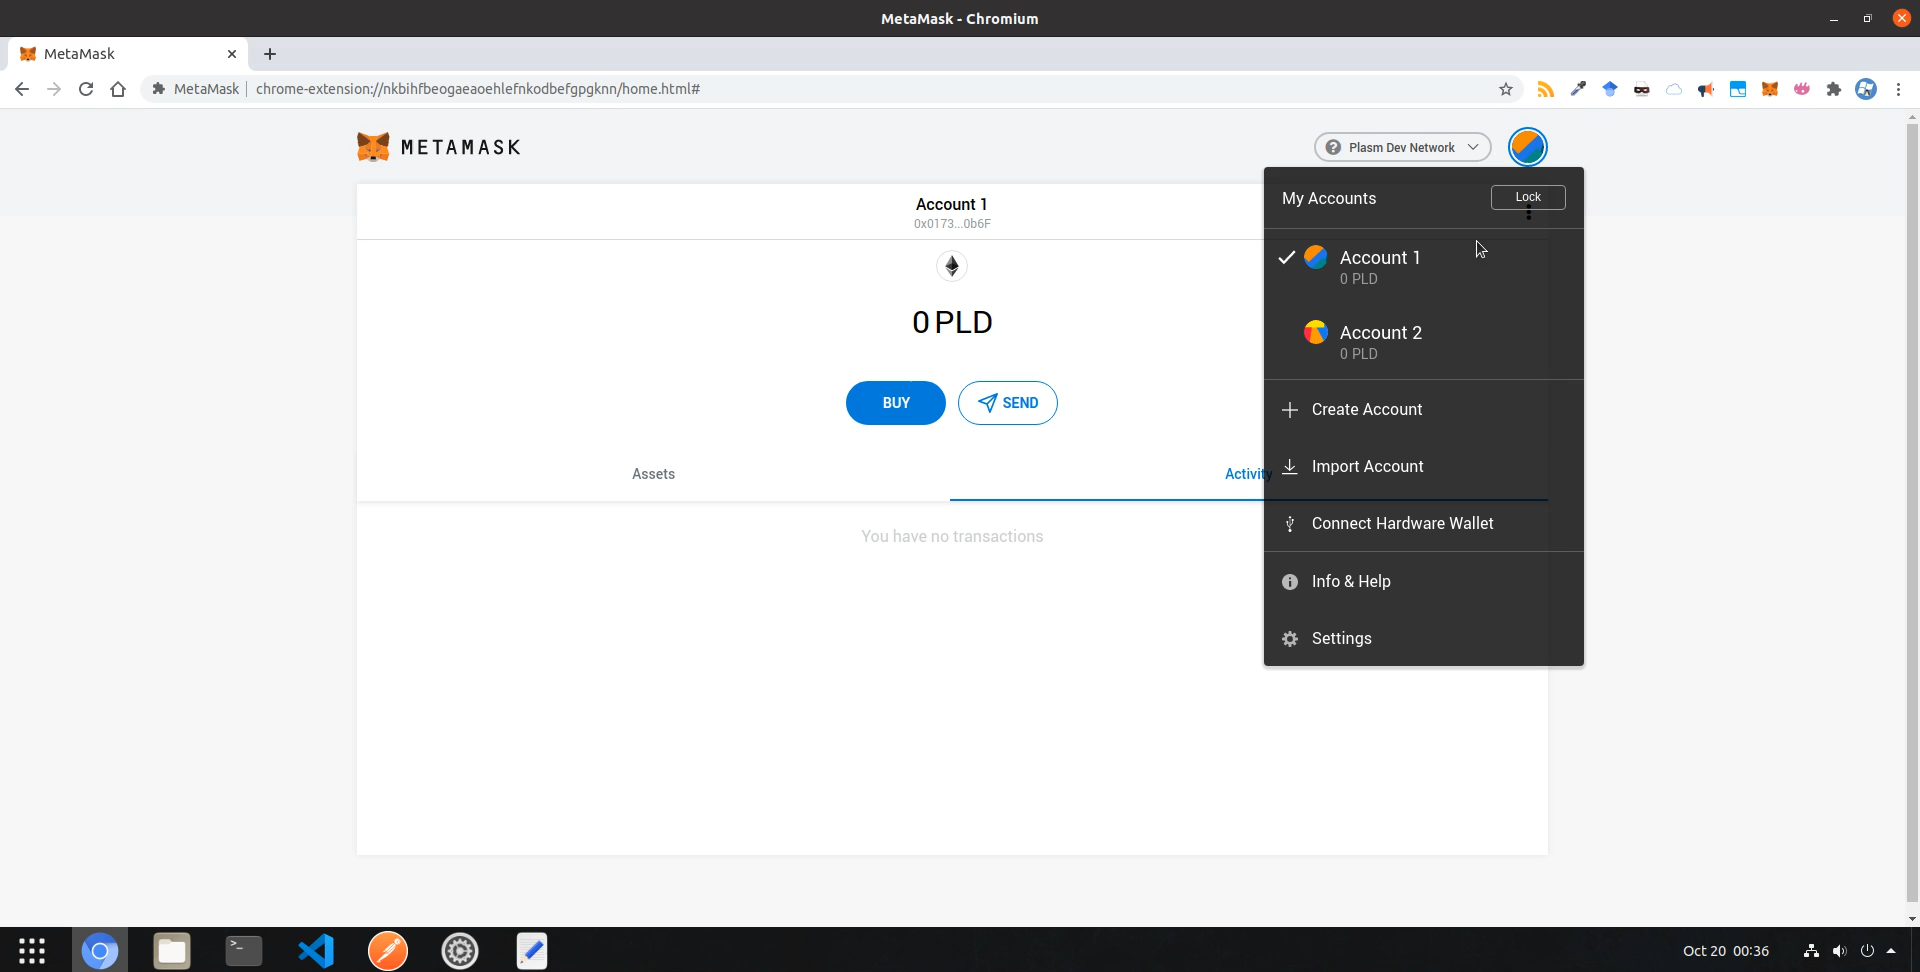 MetaMask - Chromium
MetaMask
MetaMask
chrome-extension://nkbihfbeogaeaoehlefnkodbefgpgknn/home.html#
METAMASK
Plasm Dev Network
My Accounts
Lock
Account 1
0x0173...0b6F
Account 1
0 PLD
0 PLD
Account 2
0 PLD
BUY
SEND
Create Account
Assets
Activity
Import Account
Connect Hardware Wallet
You have no transactions
Info & Help
Settings
Oct 20 00:36